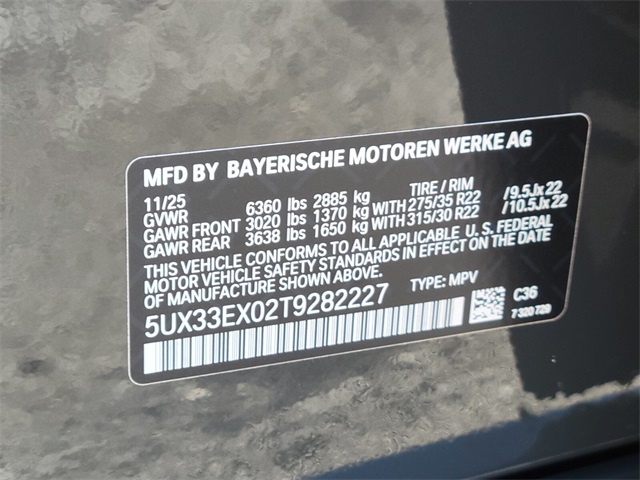 MFD BY BAYERISCHE MOTOREN WERKE AG
11/25 TIRE / RIM
GVWR 6360 lbs 2885 kg
GAWR FRONT 3020 lbs 1370 kg WITH 275/35 R22 /9.5Jx22
GAWR REAR 3638 lbs 1650 kg WITH 315/30 R22 /10.5Jx22
THIS VEHICLE CONFORMS TO ALL APPLICABLE U.S. FEDERAL
MOTOR VEHICLE SAFETY STANDARDS IN EFFECT ON THE DATE
OF MANUFACTURE SHOWN ABOVE.
5UX33EX02T9282227 TYPE: MPV
C36
7320729